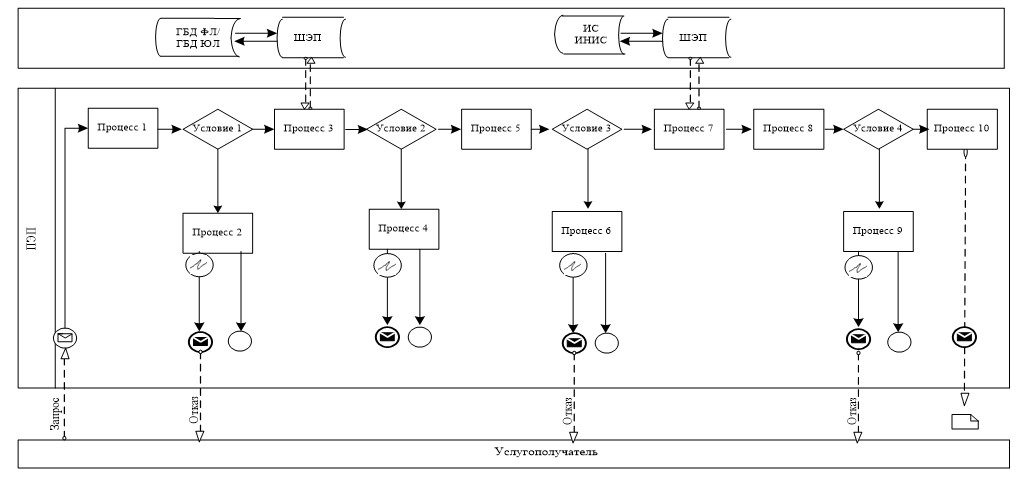 ГБД ФЛ/
ГБД ЮЛ
ШЭП
ИС
ИНИС
ШЭП
Процесс 1
Условие 1
Процесс 3
Условие 2
Процесс 5
Условие 3
Процесс 7
Процесс 8
Условие 4
Процесс 10
Процесс 2
Процесс 4
Процесс 6
Процесс 9
Запрос
Отказ
Отказ
Отказ
Услугополучатель